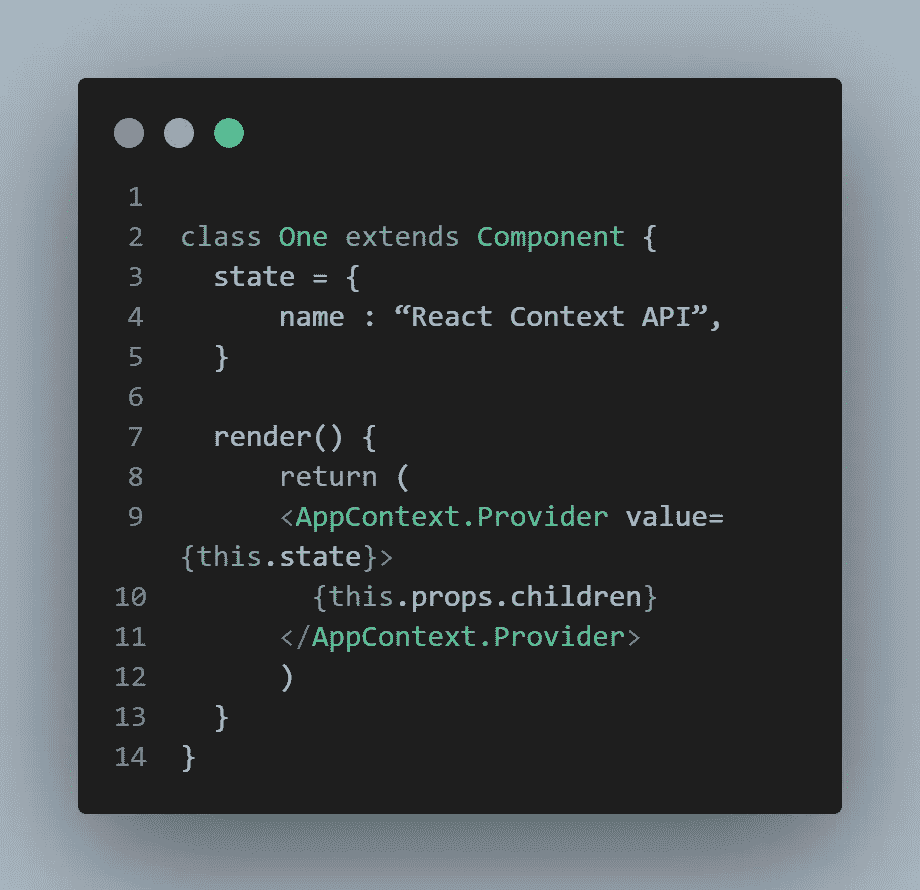 1
2 class One extends Component {
3   state = {
4       name : “React Context API”,
5   }
6
7   render() {
8       return (
9       <AppContext.Provider value=
{this.state}>
10         {this.props.children}
11       </AppContext.Provider>
12       )
13   }
14 }